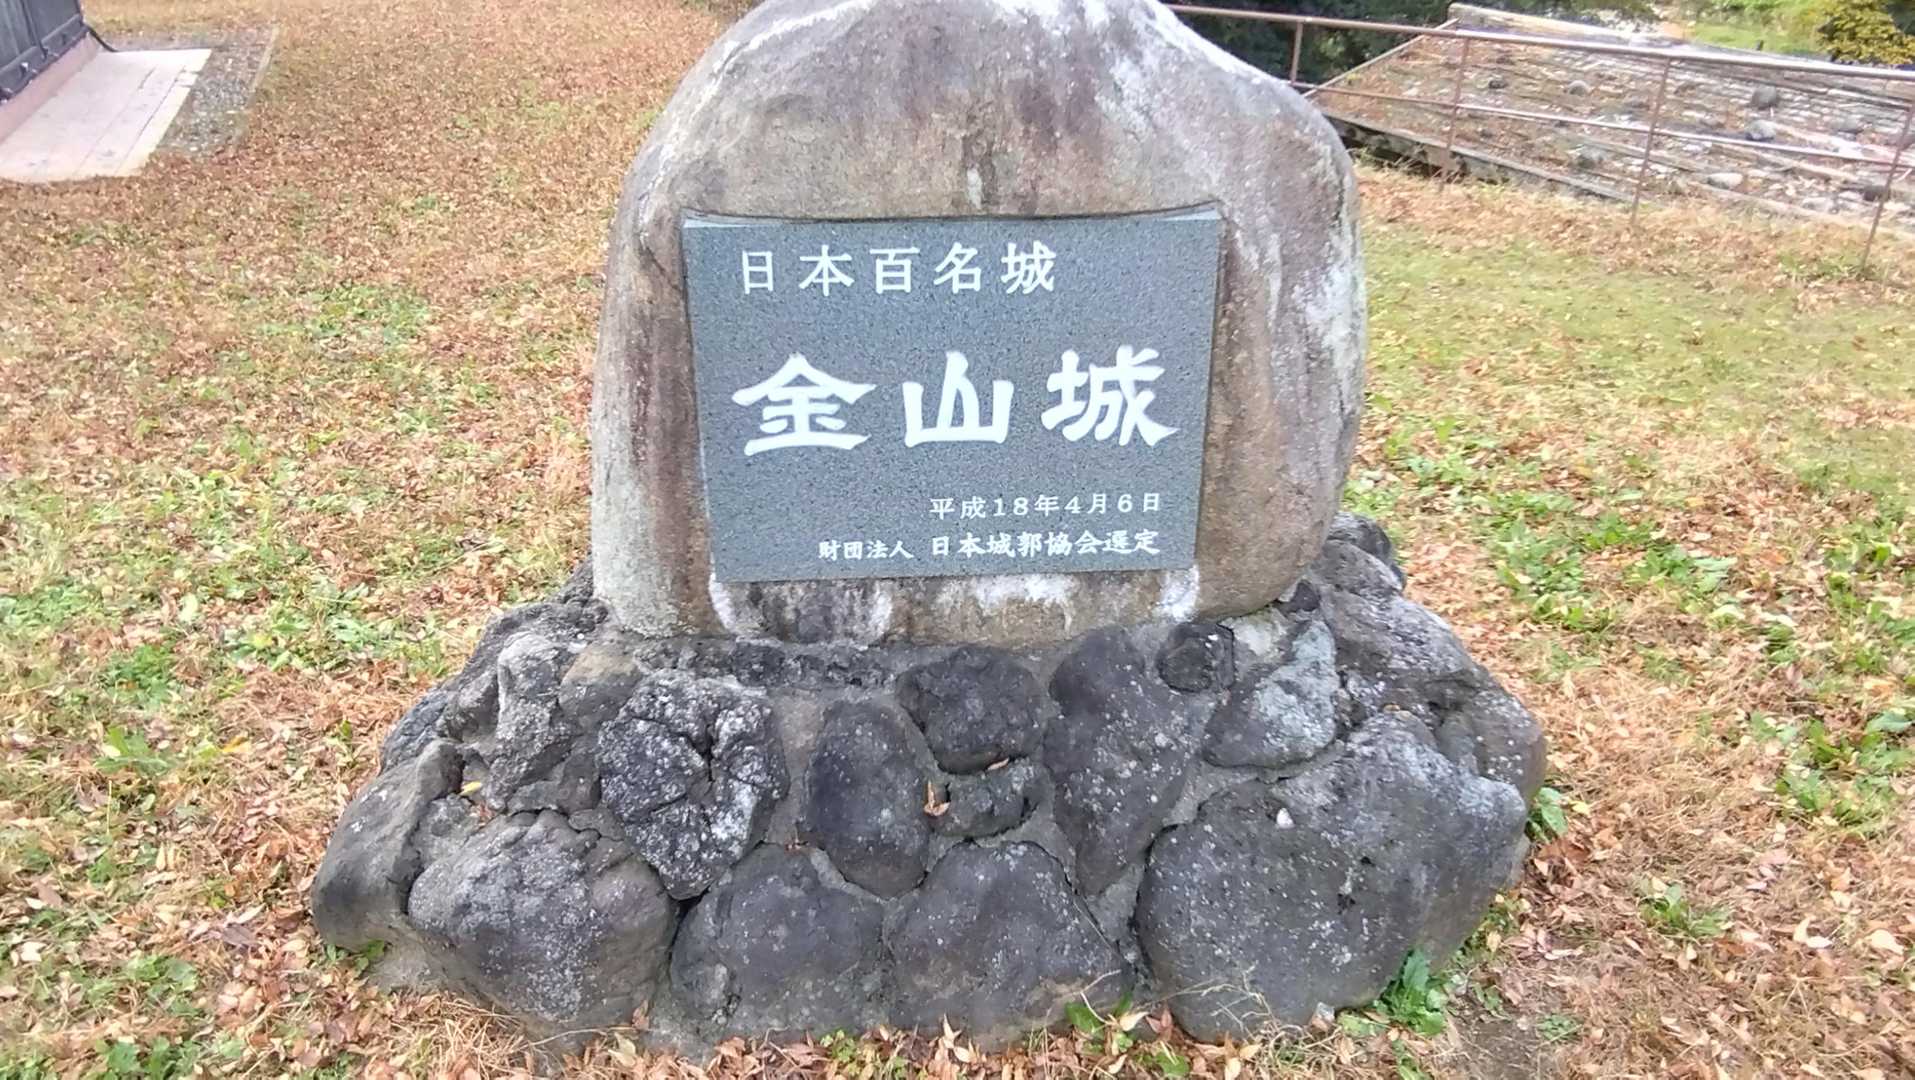 日本百名城
金山城
平成18年4月6日
財団法人 日本城郭協会選定